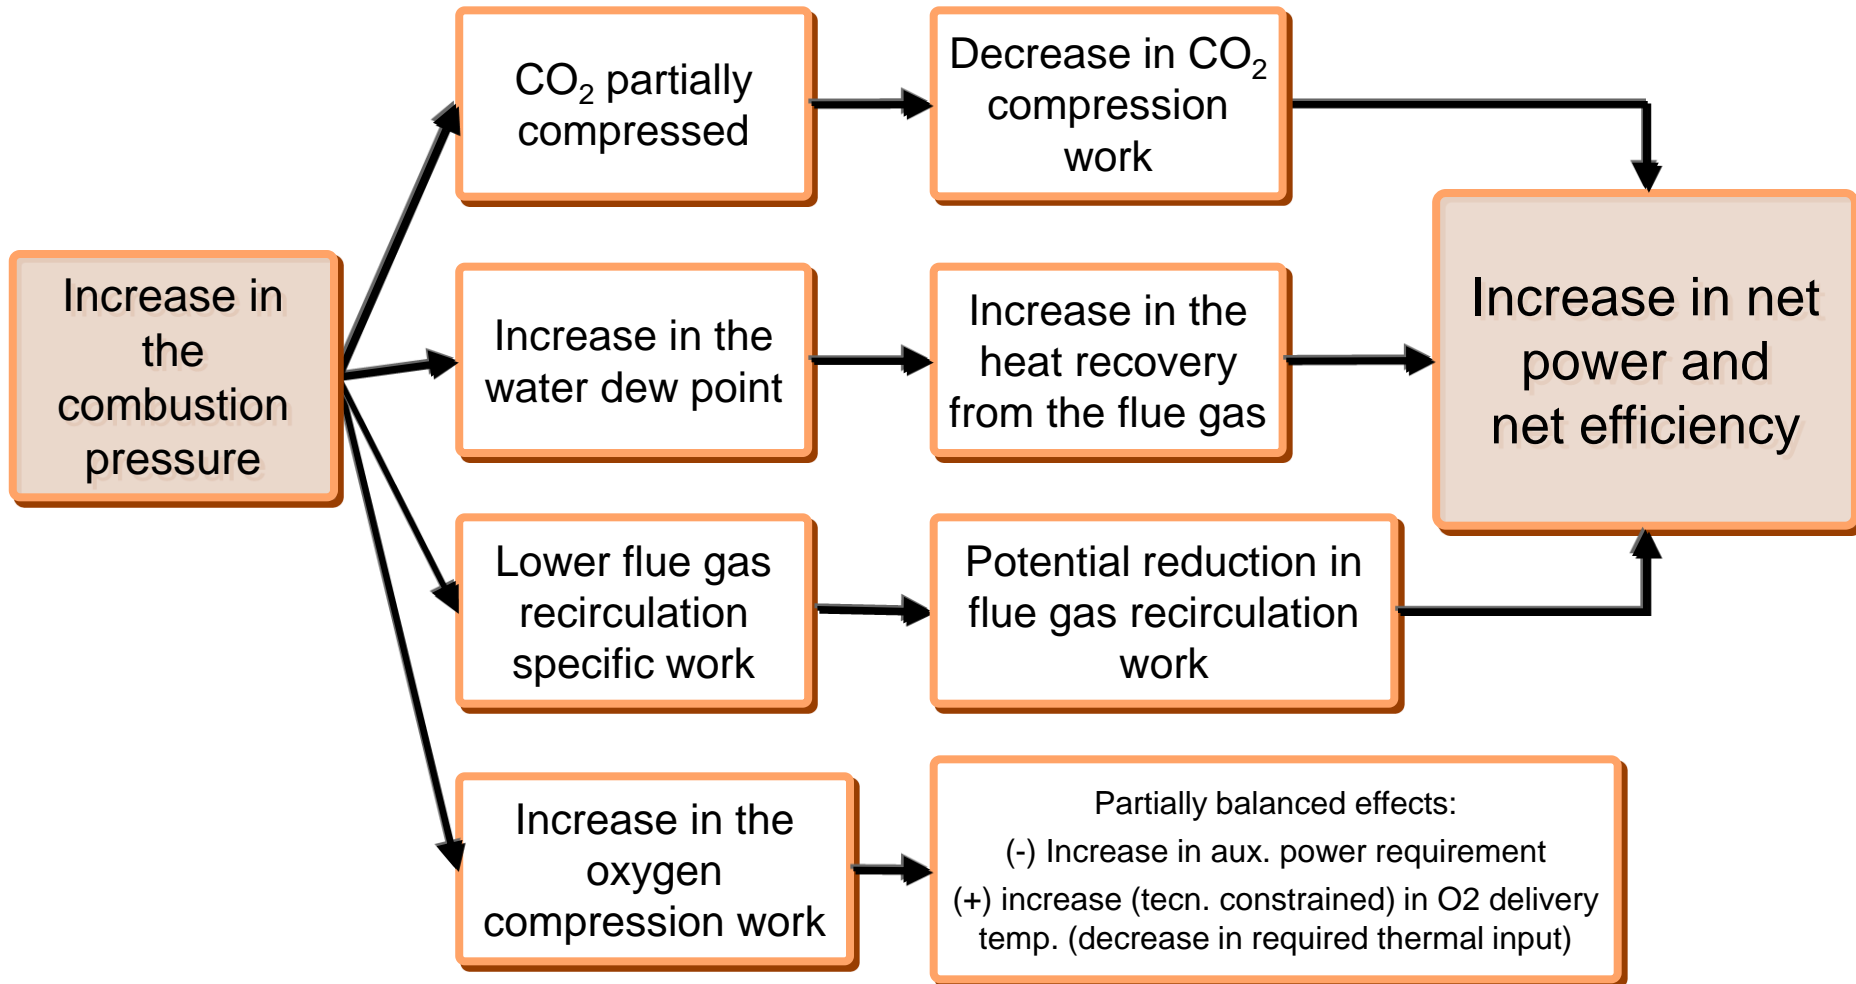 Increase in
the
combustion
pressure
CO₂ partially
compressed
Decrease in CO₂
compression
work
Increase in the
water dew point
Increase in the
heat recovery
from the flue gas
Lower flue gas
recirculation
specific work
Potential reduction in
flue gas recirculation
work
Increase in the
oxygen
compression work
Partially balanced effects:
(-) Increase in aux. power requirement
(+) increase (tecn. constrained) in O2 delivery
temp. (decrease in required thermal input)
Increase in net
power and
net efficiency